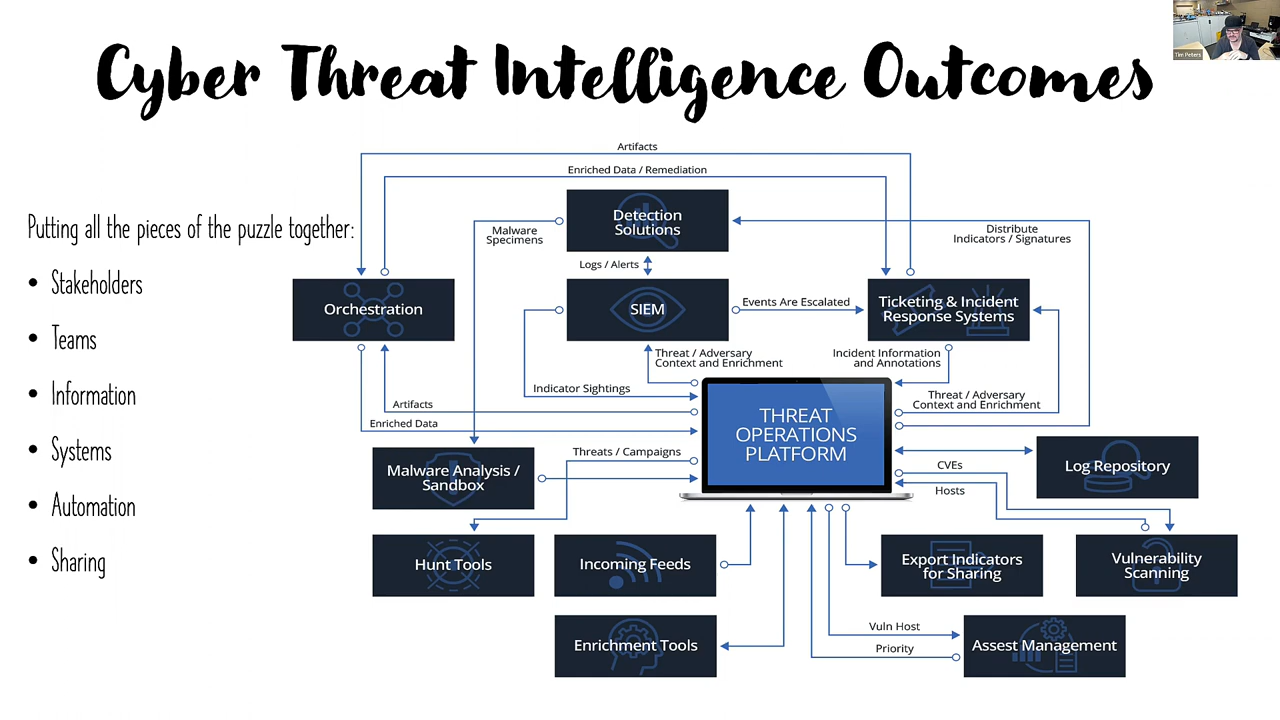 Cyber Threat Intelligence Outcomes
Tim Peters
Putting all the pieces of the puzzle together:
• Stakeholders
• Teams
• Information
• Systems
• Automation
• Sharing
Artifacts
Enriched Data / Remediation
Detection
Solutions
Malware
Specimens
Distribute
Indicators / Signatures
Logs / Alerts
Orchestration
SIEM
Events Are Escalated
Ticketing & Incident
Response Systems
Threat / Adversary
Context and Enrichment
Incident Information
and Annotations
Indicator Sightings
Artifacts
Enriched Data
Threat / Adversary
Context and Enrichment
THREAT
OPERATIONS
PLATFORM
Malware Analysis /
Sandbox
Threats / Campaigns
CVEs
Hosts
Log Repository
Hunt Tools
Incoming Feeds
Export Indicators
for Sharing
Vulnerability
Scanning
Enrichment Tools
Vuln Host
Priority
Assest Management